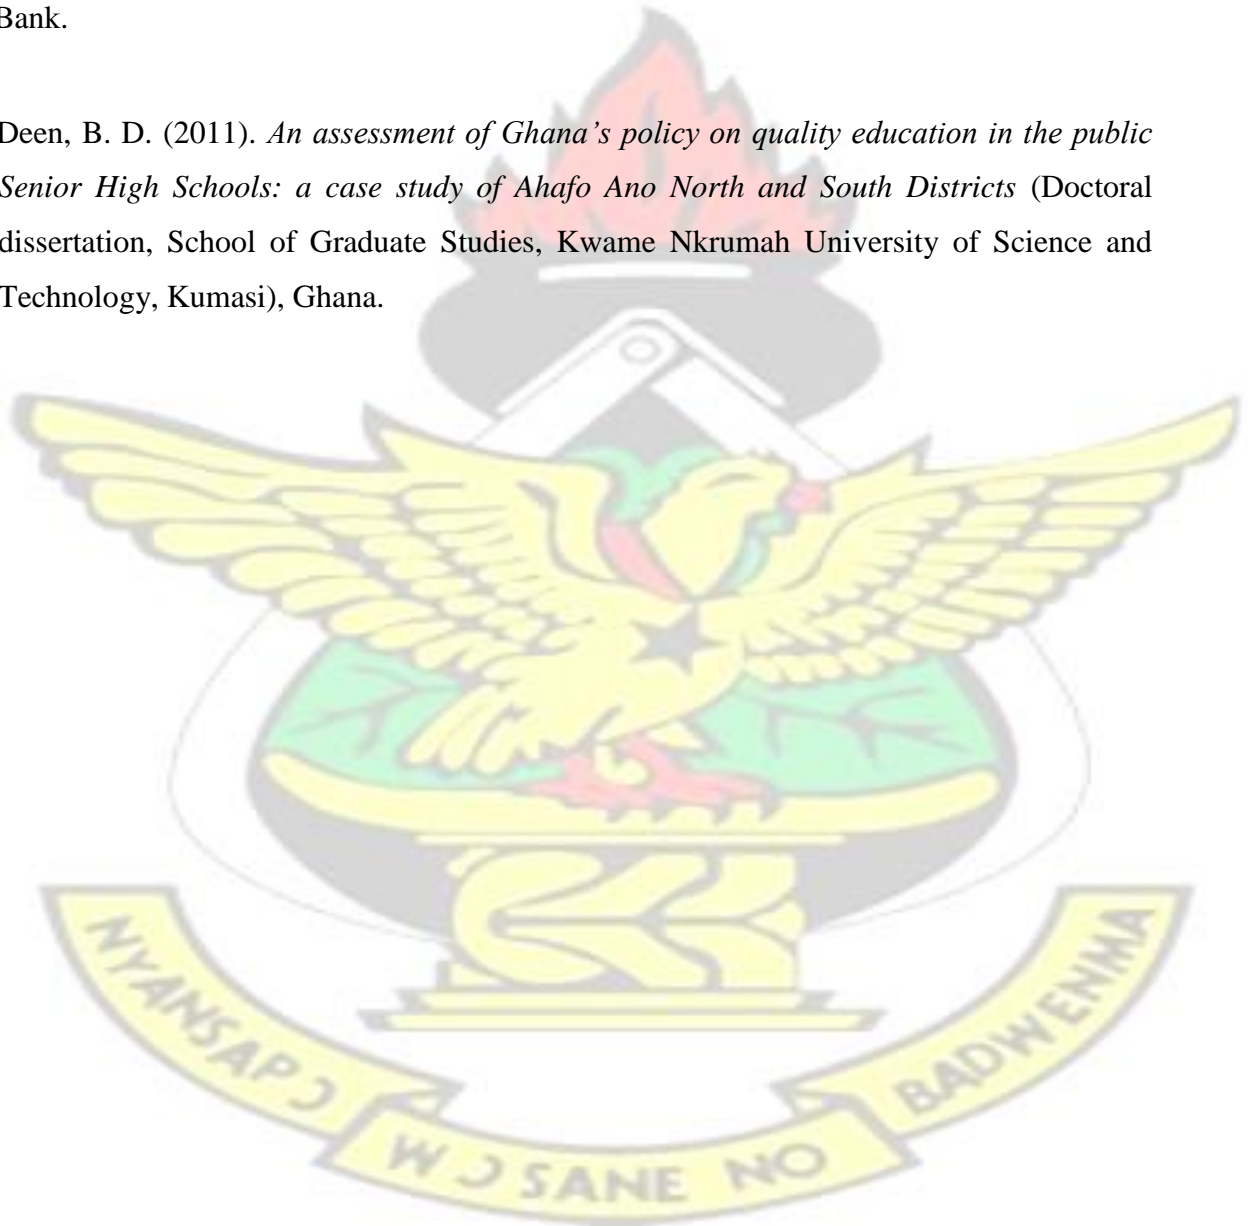 Bank.
Deen, B. D. (2011). An assessment of Ghana’s policy on quality education in the public
Senior High Schools: a case study of Ahafo Ano North and South Districts (Doctoral
dissertation, School of Graduate Studies, Kwame Nkrumah University of Science and
Technology, Kumasi), Ghana.
NYANSAPƆ
WƆSANE NO
BADWENMA